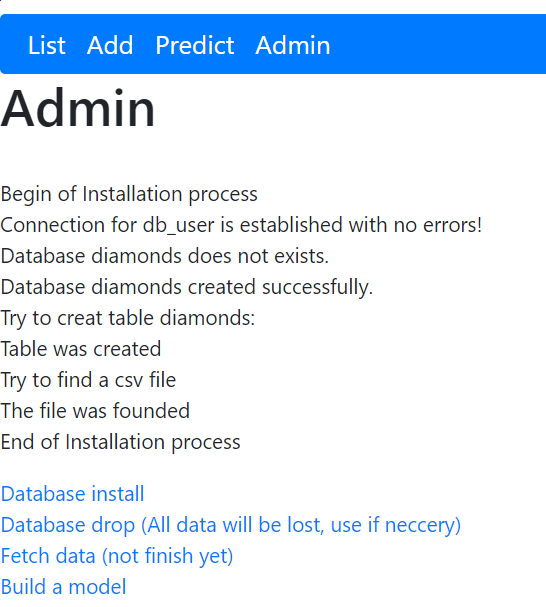 List Add Predict Admin
Admin
Begin of Installation process
Connection for db_user is established with no errors!
Database diamonds does not exists.
Database diamonds created successfully.
Try to creat table diamonds:
Table was created
Try to find a csv file
The file was founded
End of Installation process
Database install
Database drop (All data will be lost, use if neccery)
Fetch data (not finish yet)
Build a model